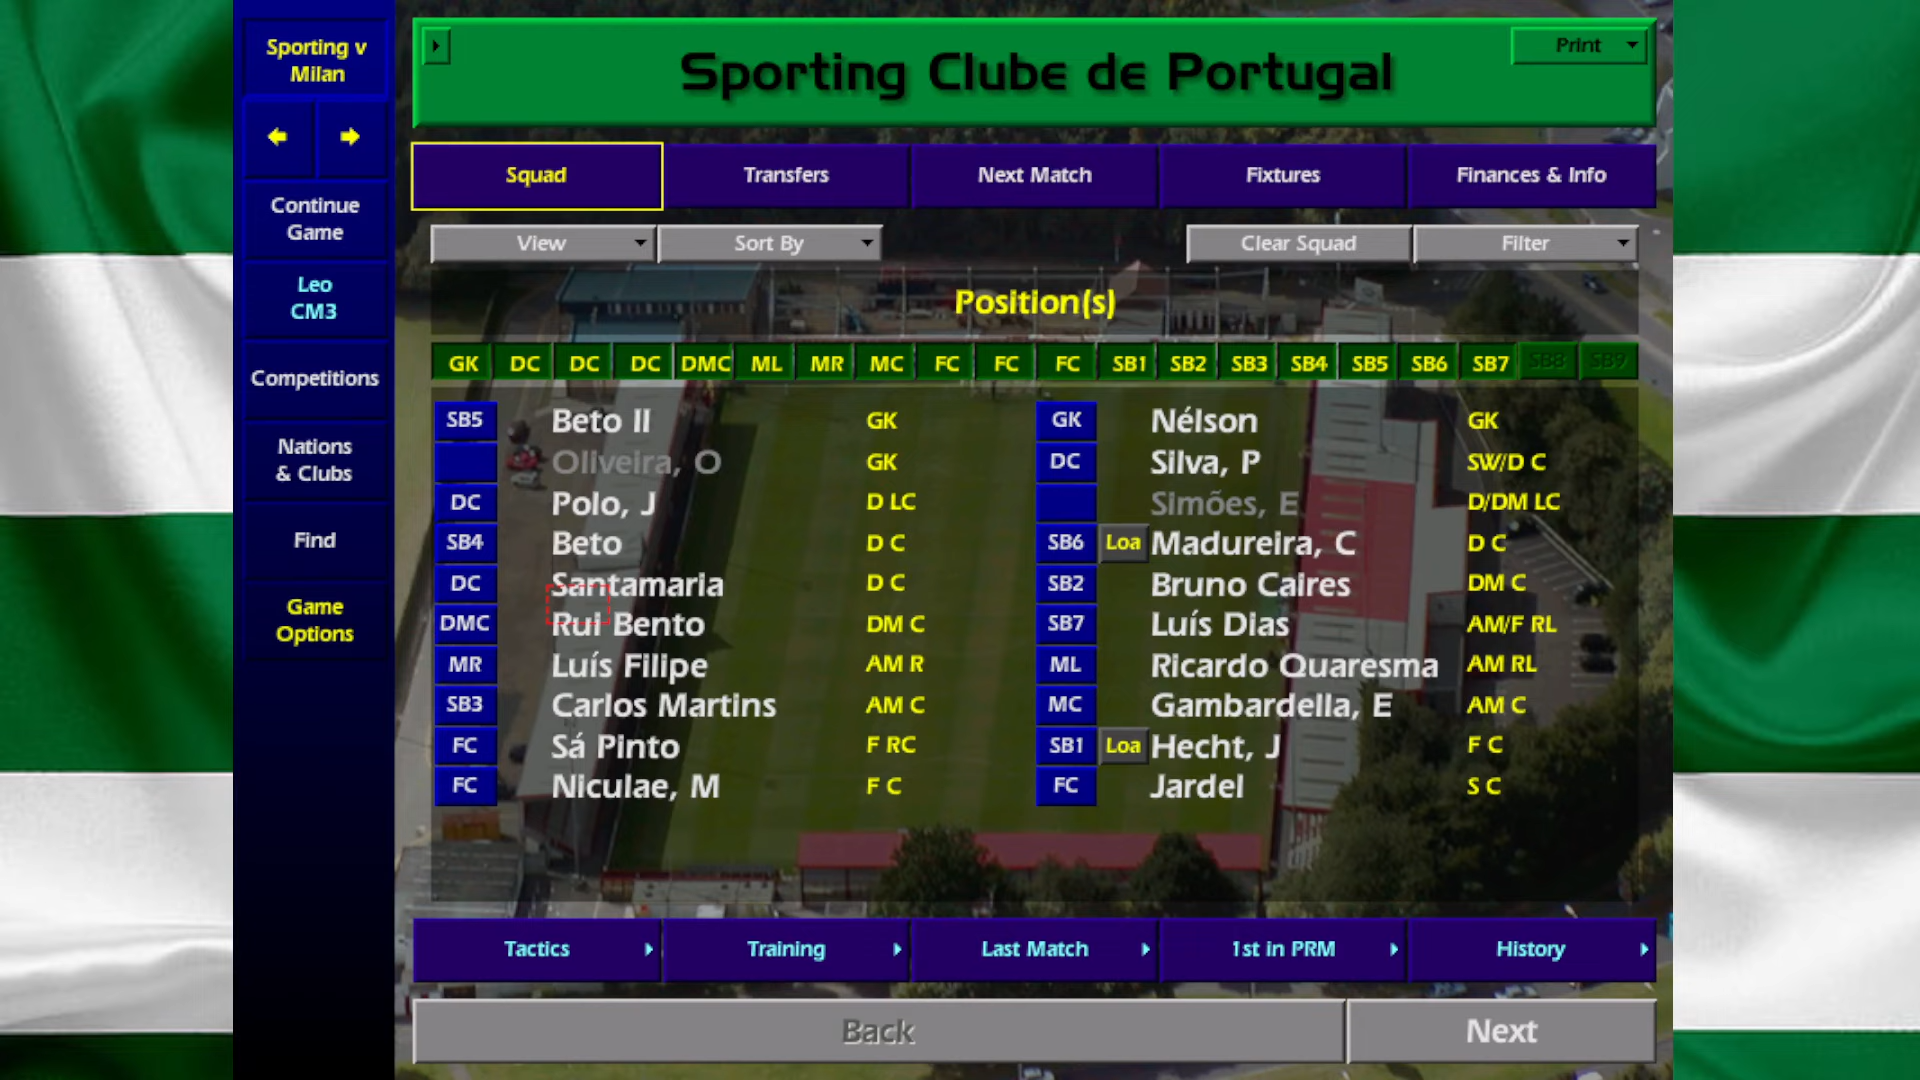 Sporting v
Milan
Continue
Game
Leo
CM3
Competitions
Nations
& Clubs
Find
Game
Options
Sporting Clube de Portugal
Print
Squad Transfers Next Match Fixtures Finances & Info
View Sort By Clear Squad Filter
Position(s)
GK DC DC DC DMC ML MR MC FC FC FC SB1 SB2 SB3 SB4 SB5 SB6 SB7 SB8 SB9
SB5 Beto II GK GK Nélson GK
Oliveira, O GK DC Silva, P SW/D C
DC Polo, J D LC Simões, E D/DM LC
SB4 Beto D C SB6 Loa Madureira, C D C
DC Santamaria D C SB2 Bruno Caires DM C
DMC Rui Bento DM C SB7 Luís Dias AM/F RL
MR Luís Filipe AM R ML Ricardo Quaresma AM RL
SB3 Carlos Martins AM C MC Gambardella, E AM C
FC Sá Pinto F RC SB1 Loa Hecht, J F C
FC Niculae, M F C FC Jardel S C
Tactics Training Last Match 1st in PRM History
Back Next